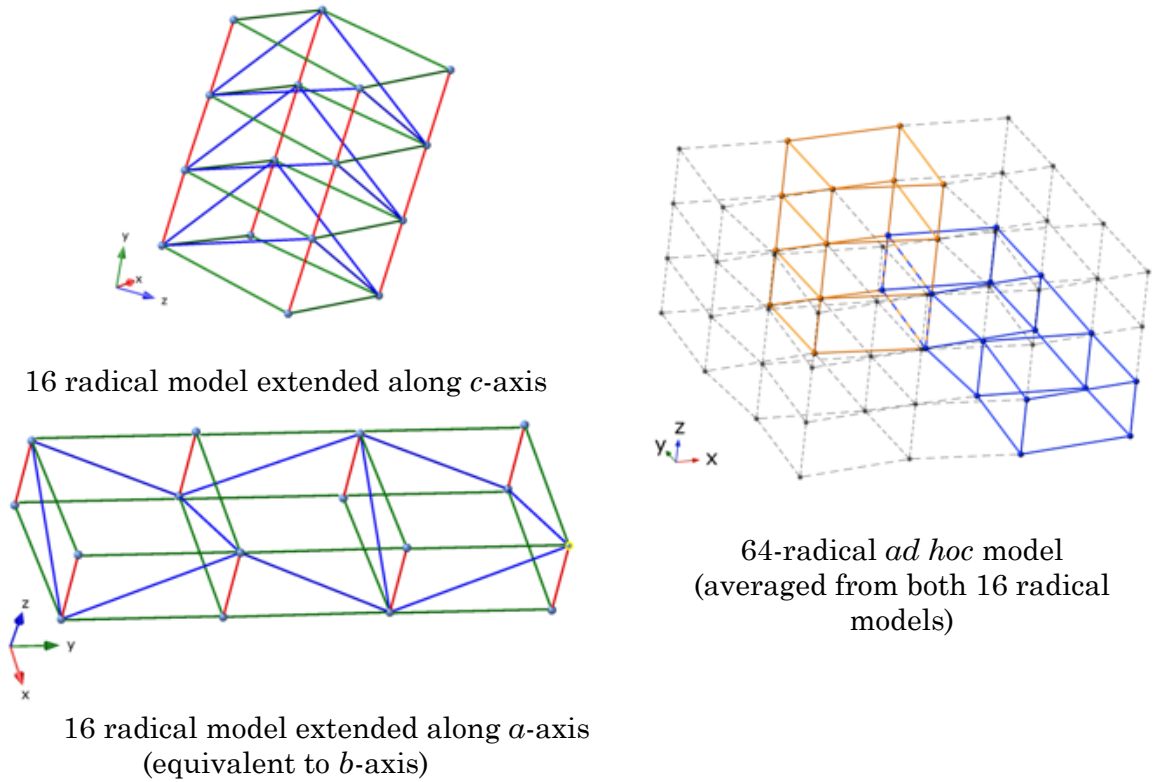 y
x
z
16 radical model extended along c-axis
z
y
x
16 radical model extended along a-axis
(equivalent to b-axis)
z
y
x
64-radical ad hoc model
(averaged from both 16 radical
models)